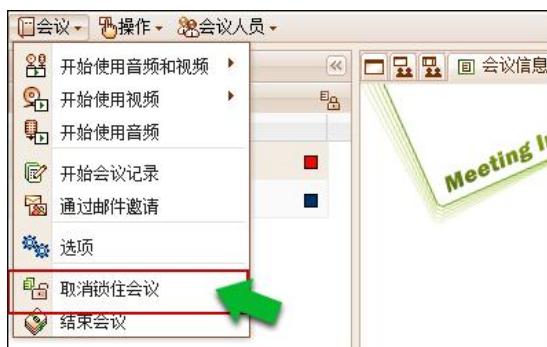 会议 操作 会议人员
开始使用音频和视频
会议信息
开始使用视频
开始使用音频
开始会议记录
通过邮件邀请
选项
取消锁住会议
结束会议
Meeting